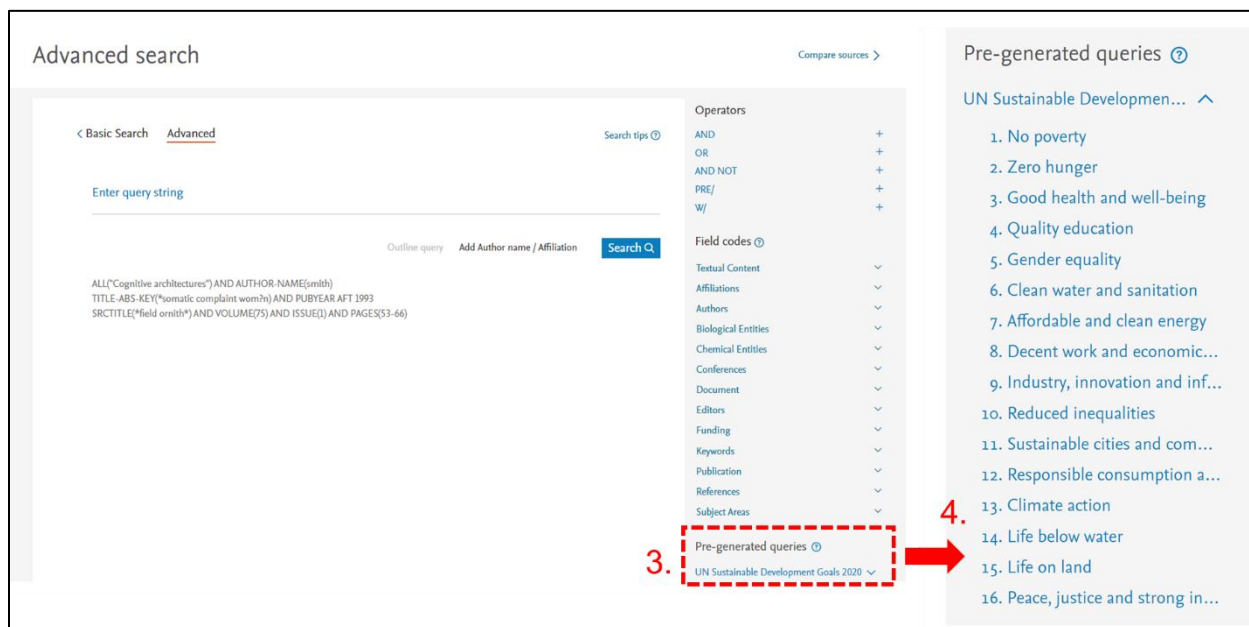 Advanced search
Compare sources >
< Basic Search Advanced
Search tips ?
Enter query string
Outline query Add Author name / Affiliation Search
ALL("Cognitive architectures") AND AUTHOR-NAME(smith)
TITLE-ABS-KEY(*somatic complaint wom?n) AND PUBYEAR AFT 1993
SRCTITLE(*field ornith*) AND VOLUME(75) AND ISSUE(1) AND PAGES(53-66)
Operators
AND +
OR +
AND NOT +
PRE/ +
W/ +
Field codes ?
Textual Content
Affiliations
Authors
Biological Entities
Chemical Entities
Conferences
Document
Editors
Funding
Keywords
Publication
References
Subject Areas
3.
Pre-generated queries ?
UN Sustainable Development Goals 2020
4.
Pre-generated queries ?
UN Sustainable Developmen...
1. No poverty
2. Zero hunger
3. Good health and well-being
4. Quality education
5. Gender equality
6. Clean water and sanitation
7. Affordable and clean energy
8. Decent work and economic...
9. Industry, innovation and inf...
10. Reduced inequalities
11. Sustainable cities and com...
12. Responsible consumption a...
13. Climate action
14. Life below water
15. Life on land
16. Peace, justice and strong in...